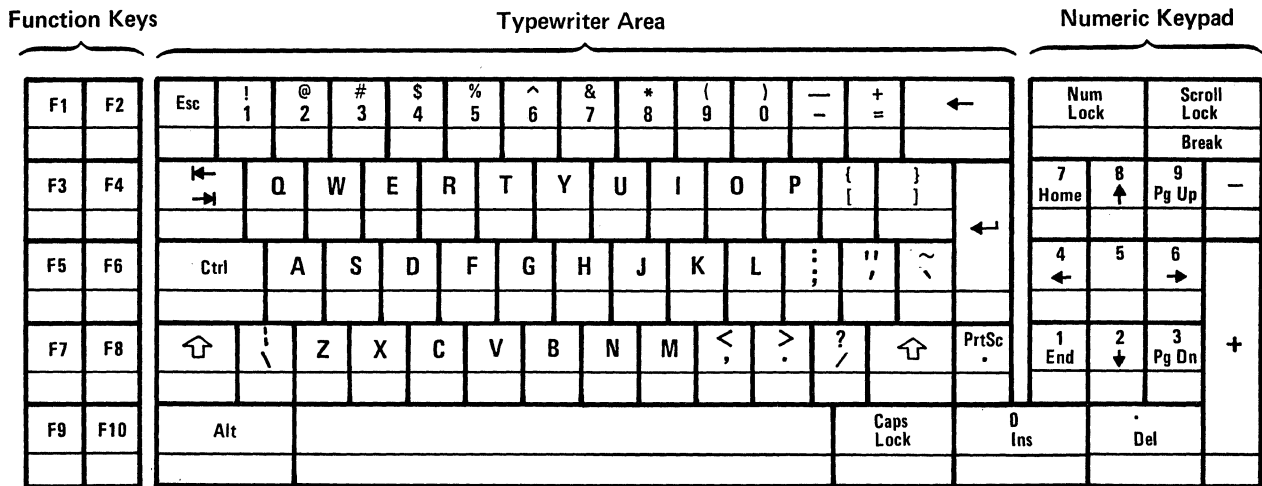 Function Keys Typewriter Area Numeric Keypad
F1 F2 Esc ! @ # $ % ^ & * ( ) — + ← Num Scroll
1 2 3 4 5 6 7 8 9 0 - = Lock Lock
Break
F3 F4 ⇤ Q W E R T Y U I O P { } 7 8 9 —
⇥ [ ] ↵ Home ↑ Pg Up
F5 F6 Ctrl A S D F G H J K L : " ~ 4 5 6
; ' ` ← →
F7 F8 ⇧ ¦ Z X C V B N M < > ? ⇧ PrtSc 1 2 3 +
\ , . / . End ↓ Pg Dn
F9 F10 Alt Caps 0 .
Lock Ins Del